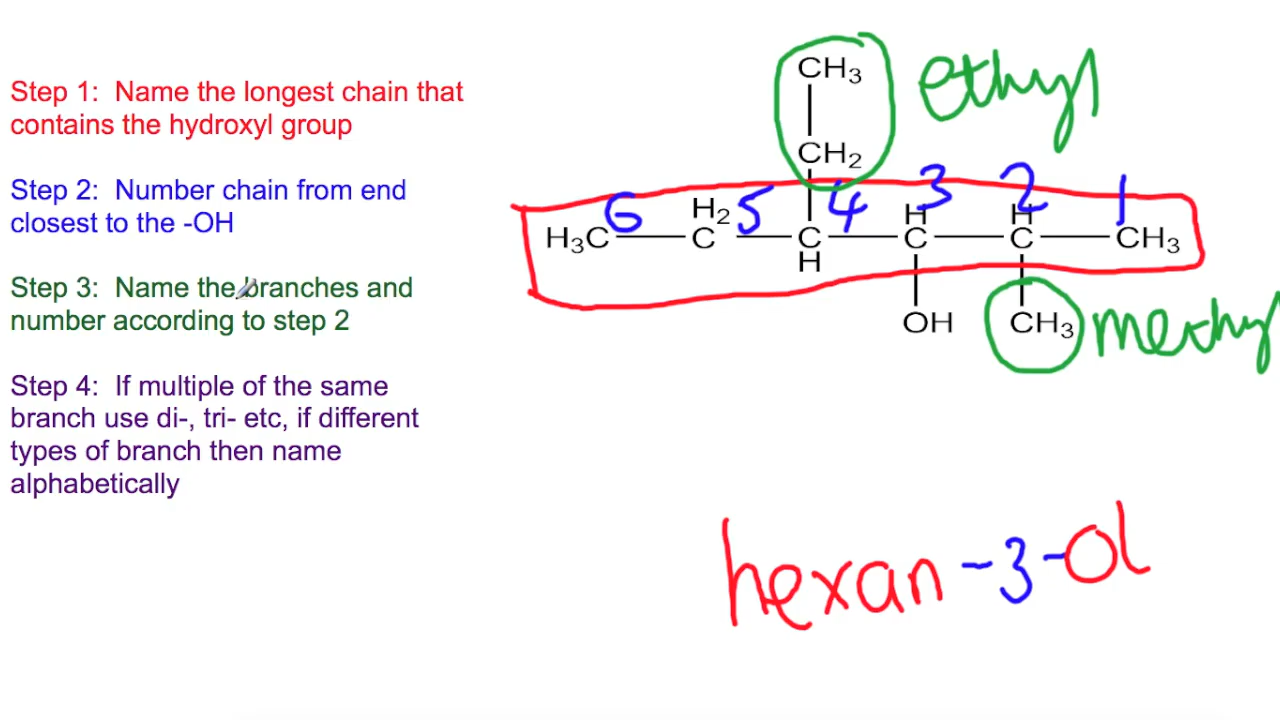 Step 1:  Name the longest chain that
contains the hydroxyl group
Step 2:  Number chain from end
closest to the -OH
Step 3:  Name the branches and
number according to step 2
Step 4:  If multiple of the same
branch use di-, tri- etc, if different
types of branch then name
alphabetically
CH₃
ethyl
CH₂
6 5 4 3 2 1
H₂ H H
H₃C C C C C CH₃
H
OH CH₃ methyl
hexan-3-ol